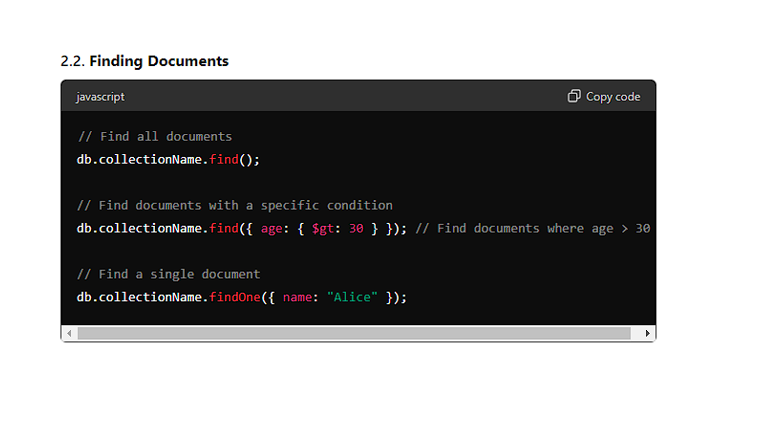 2.2. Finding Documents
javascript
Copy code
// Find all documents
db.collectionName.find();
// Find documents with a specific condition
db.collectionName.find({ age: { $gt: 30 } }); // Find documents where age > 30
// Find a single document
db.collectionName.findOne({ name: "Alice" });